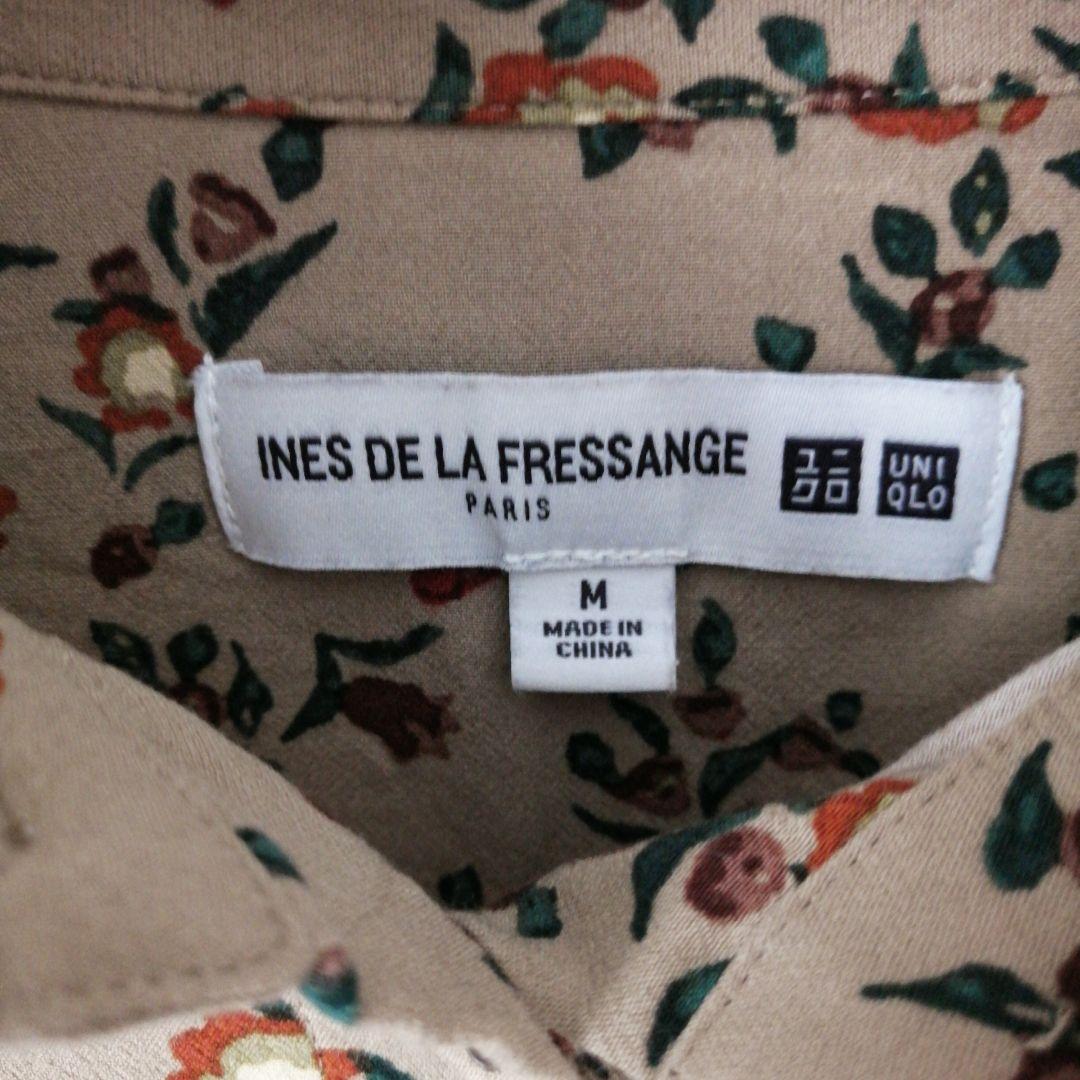 INES DE LA FRESSANGE
PARIS
ユニ
クロ
UNI
QLO
M
MADE IN
CHINA